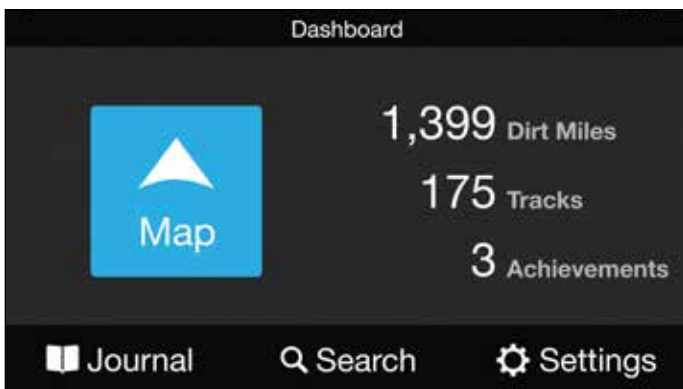 Dashboard
Map
1,399 Dirt Miles
175 Tracks
3 Achievements
Journal Search Settings